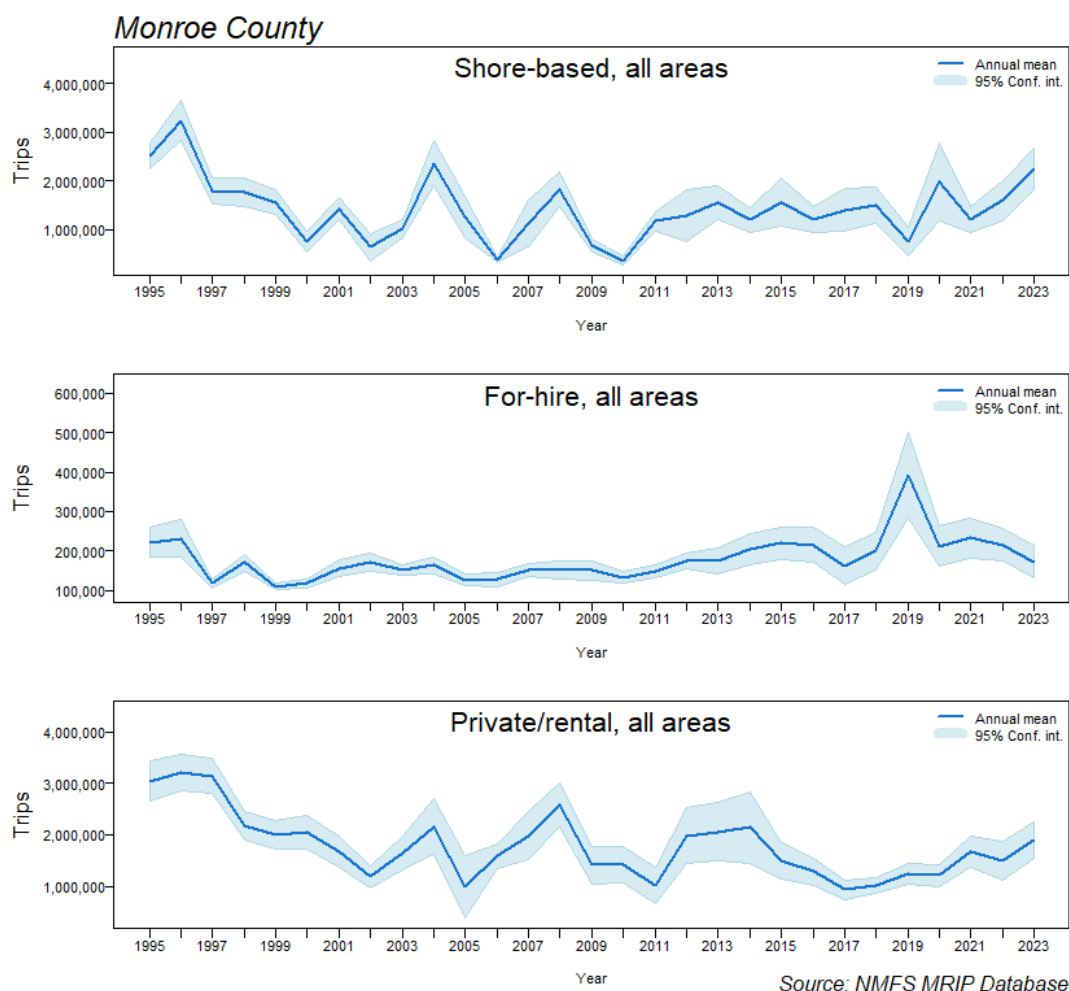 Monroe County
Shore-based, all areas
Annual mean
95% Conf. int.
Trips
4,000,000
3,000,000
2,000,000
1,000,000
1995 1997 1999 2001 2003 2005 2007 2009 2011 2013 2015 2017 2019 2021 2023
Year
For-hire, all areas
Annual mean
95% Conf. int.
Trips
600,000
500,000
400,000
300,000
200,000
100,000
1995 1997 1999 2001 2003 2005 2007 2009 2011 2013 2015 2017 2019 2021 2023
Year
Private/rental, all areas
Annual mean
95% Conf. int.
Trips
4,000,000
3,000,000
2,000,000
1,000,000
1995 1997 1999 2001 2003 2005 2007 2009 2011 2013 2015 2017 2019 2021 2023
Year
Source: NMFS MRIP Database